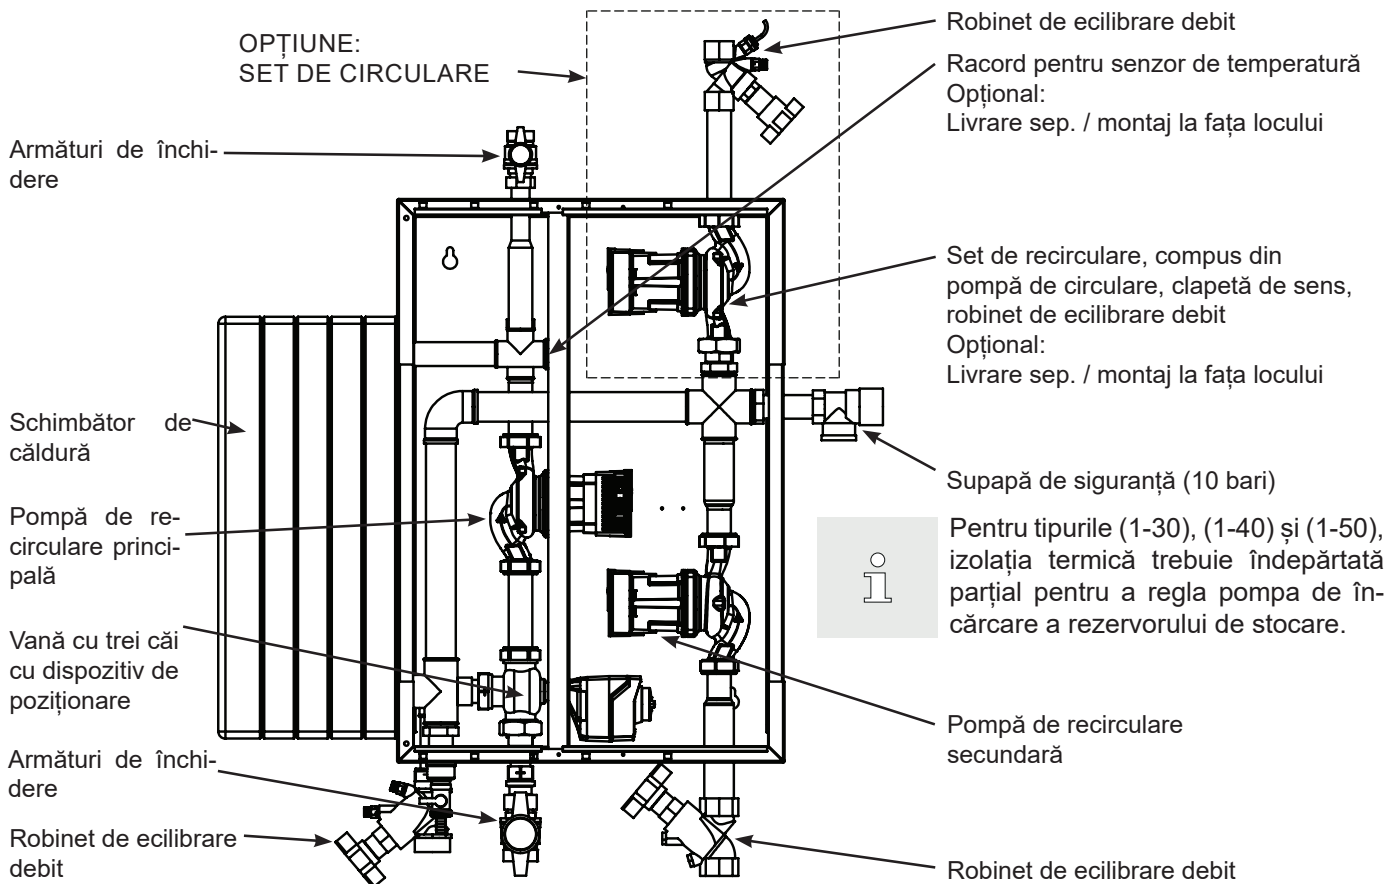 OPȚIUNE:
SET DE CIRCULARE
Armături de închi-
dere
Schimbător de
căldură
Pompă de re-
circulare princi-
pală
Vană cu trei căi
cu dispozitiv de
poziționare
Armături de închi-
dere
Robinet de ecilibrare
debit
Robinet de ecilibrare debit
Racord pentru senzor de temperatură
Opțional:
Livrare sep. / montaj la fața locului
Set de recirculare, compus din
pompă de circulare, clapetă de sens,
robinet de ecilibrare debit
Opțional:
Livrare sep. / montaj la fața locului
Supapă de siguranță (10 bari)
Pentru tipurile (1-30), (1-40) și (1-50),
izolația termică trebuie îndepărtată
parțial pentru a regla pompa de în-
cărcare a rezervorului de stocare.
Pompă de recirculare
secundară
Robinet de ecilibrare debit